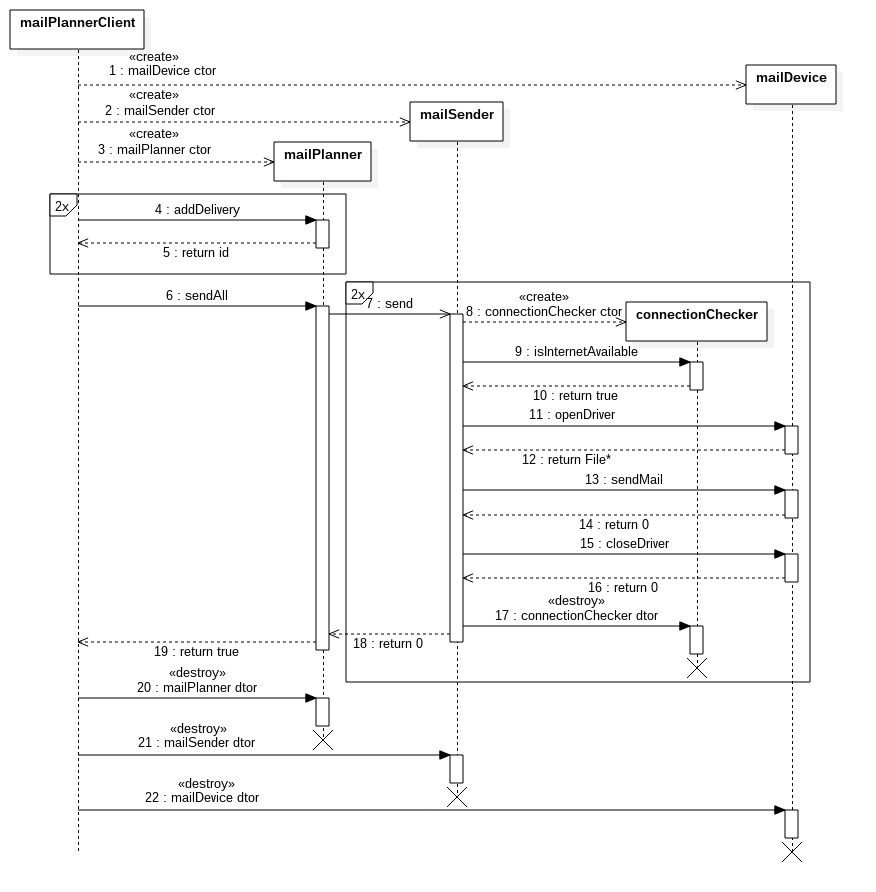 mailPlannerClient
«create»
1 : mailDevice ctor
mailDevice
«create»
2 : mailSender ctor
mailSender
«create»
3 : mailPlanner ctor
mailPlanner
2x
4 : addDelivery
5 : return id
2x
6 : sendAll
7 : send
«create»
8 : connectionChecker ctor
connectionChecker
9 : isInternetAvailable
10 : return true
11 : openDriver
12 : return File*
13 : sendMail
14 : return 0
15 : closeDriver
16 : return 0
«destroy»
17 : connectionChecker dtor
18 : return 0
19 : return true
«destroy»
20 : mailPlanner dtor
«destroy»
21 : mailSender dtor
«destroy»
22 : mailDevice dtor